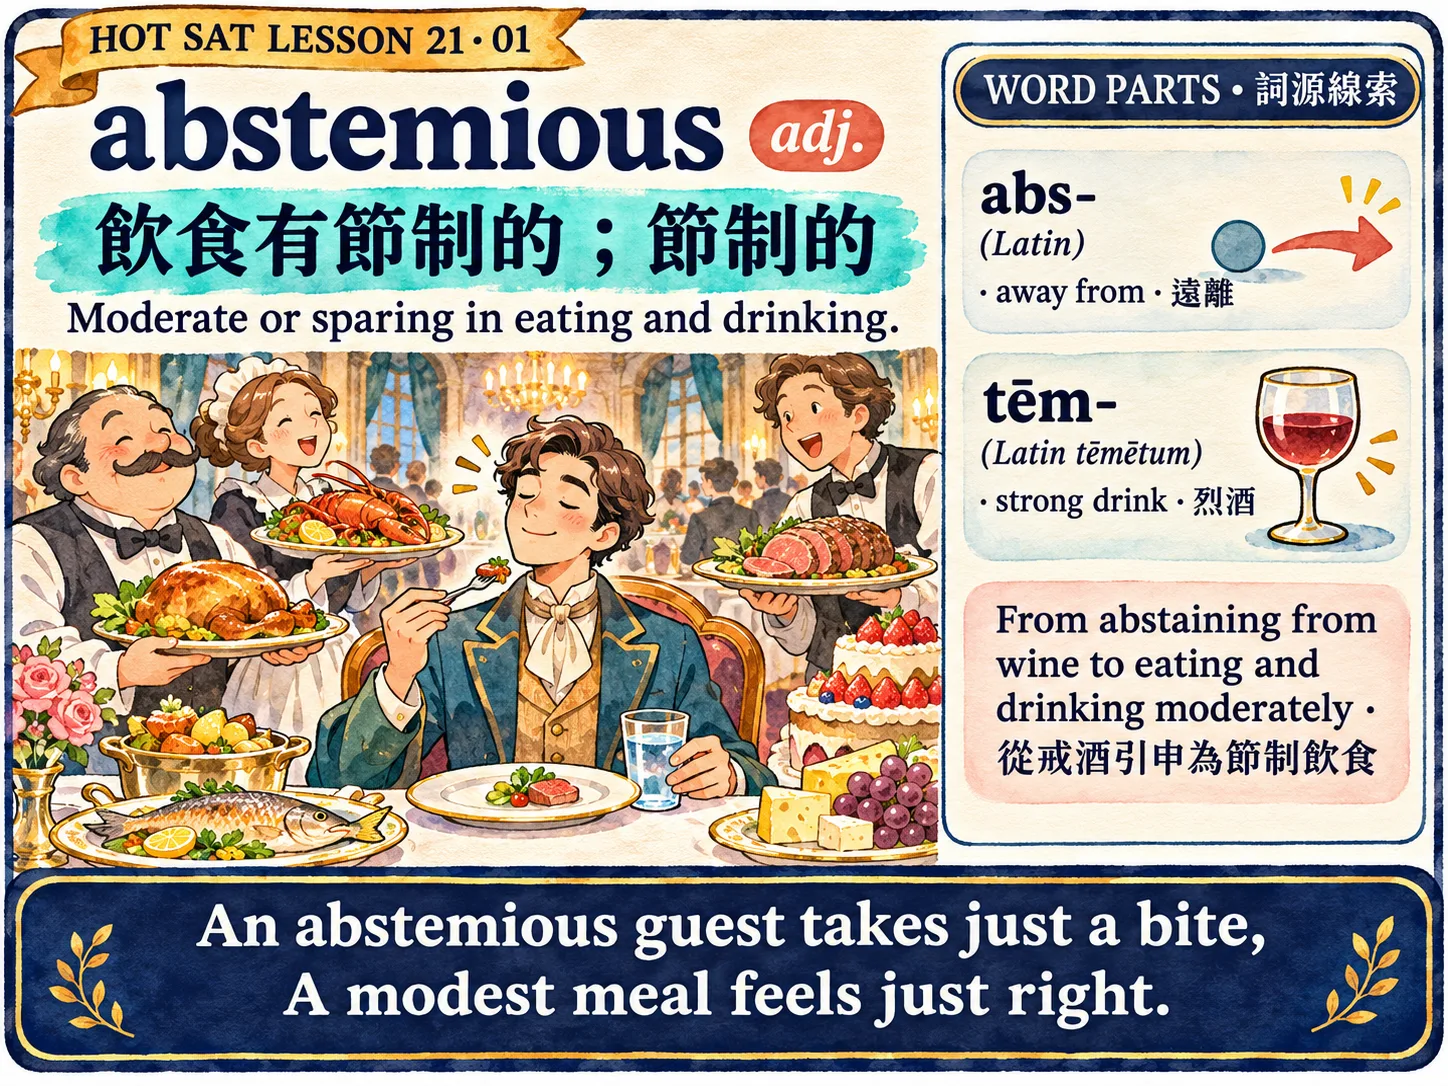 HOT SAT LESSON 21·01
abstemious adj.
飲食有節制的；節制的
Moderate or sparing in eating and drinking.
WORD PARTS · 詞源線索
abs-
(Latin)
· away from · 遠離
tēm-
(Latin tēmētum)
· strong drink · 烈酒
From abstaining from
wine to eating and
drinking moderately ·
從戒酒引申為節制飲食
An abstemious guest takes just a bite,
A modest meal feels just right.